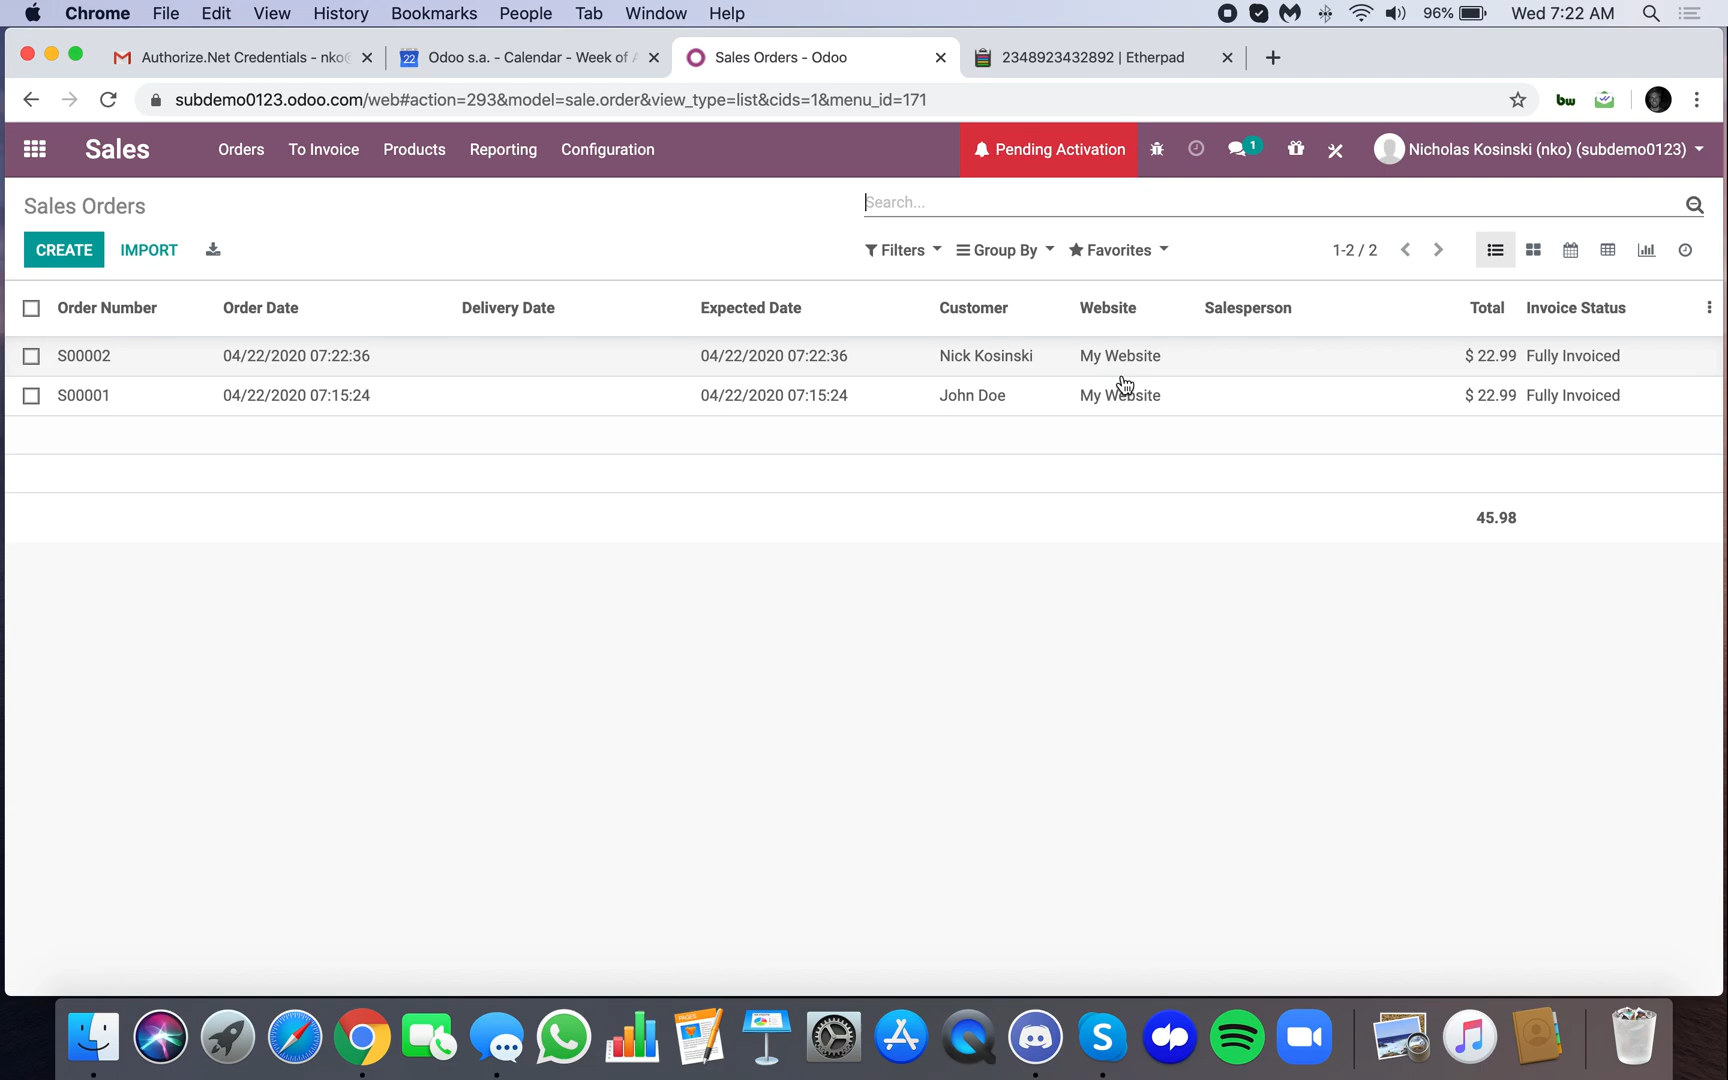 Chrome File Edit View History Bookmarks People Tab Window Help 96% Wed 7:22 AM
Authorize.Net Credentials - nko@ 22 Odoo s.a. - Calendar - Week of Sales Orders - Odoo 2348923432892 | Etherpad
subdemo0123.odoo.com/web#action=293&model=sale.order&view_type=list&cids=1&menu_id=171 bw
Sales Orders To Invoice Products Reporting Configuration Pending Activation 1 Nicholas Kosinski (nko) (subdemo0123)
Sales Orders Search...
CREATE IMPORT Filters Group By Favorites 1-2 / 2
Order Number Order Date Delivery Date Expected Date Customer Website Salesperson Total Invoice Status
S00002 04/22/2020 07:22:36 04/22/2020 07:22:36 Nick Kosinski My Website $ 22.99 Fully Invoiced
S00001 04/22/2020 07:15:24 04/22/2020 07:15:24 John Doe My Website $ 22.99 Fully Invoiced
45.98
PAGES